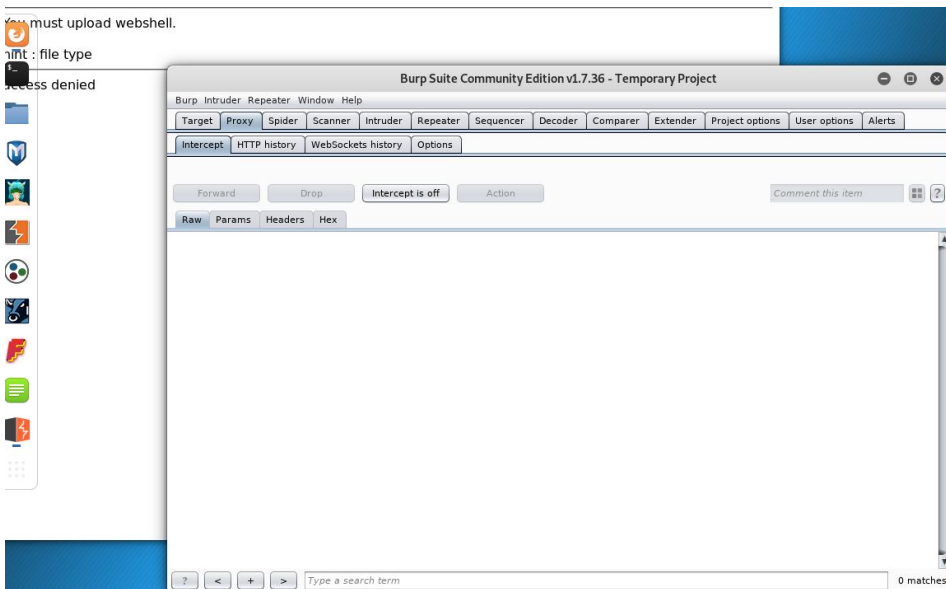 You must upload webshell.
hint : file type
access denied
Burp Suite Community Edition v1.7.36 - Temporary Project
Burp Intruder Repeater Window Help
Target Proxy Spider Scanner Intruder Repeater Sequencer Decoder Comparer Extender Project options User options Alerts
Intercept HTTP history WebSockets history Options
Forward Drop Intercept is off Action Comment this item ?
Raw Params Headers Hex
? < + > Type a search term 0 matches